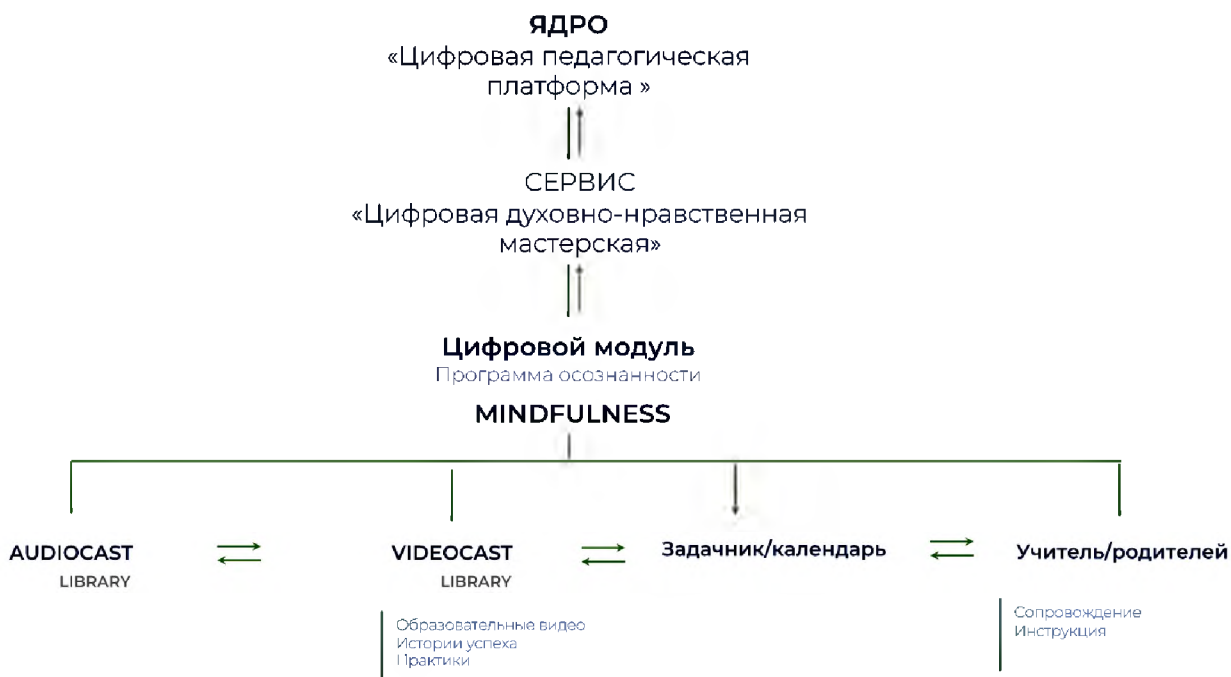 ЯДРО
«Цифровая педагогическая
платформа »
СЕРВИС
«Цифровая духовно-нравственная
мастерская»
Цифровой модуль
Программа осознанности
MINDFULNESS
AUDIOCAST
LIBRARY
VIDEOCAST
LIBRARY
Образовательные видео
Истории успеха
Практики
Задачник/календарь
Учитель/родителей
Сопровождение
Инструкция